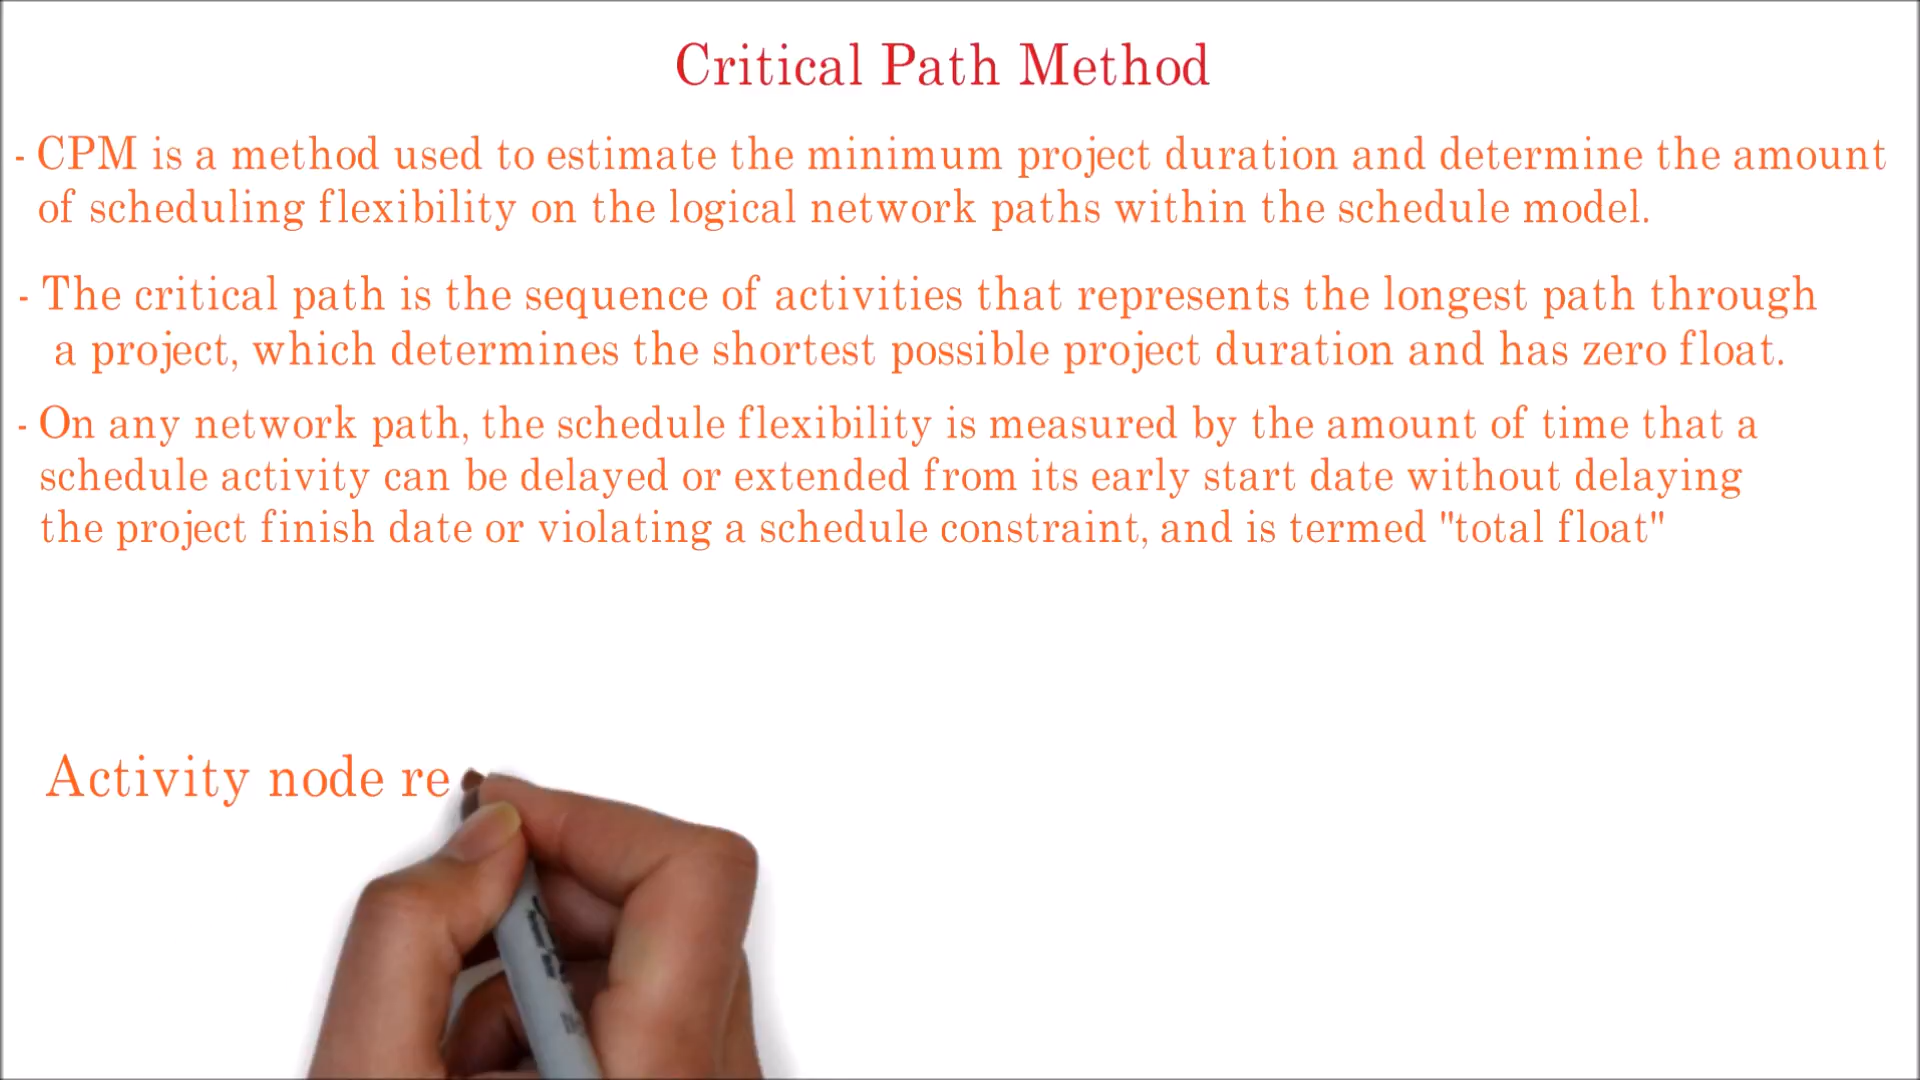 Critical Path Method
- CPM is a method used to estimate the minimum project duration and determine the amount
of scheduling flexibility on the logical network paths within the schedule model.
- The critical path is the sequence of activities that represents the longest path through
a project, which determines the shortest possible project duration and has zero float.
- On any network path, the schedule flexibility is measured by the amount of time that a
schedule activity can be delayed or extended from its early start date without delaying
the project finish date or violating a schedule constraint, and is termed "total float"
Activity node re